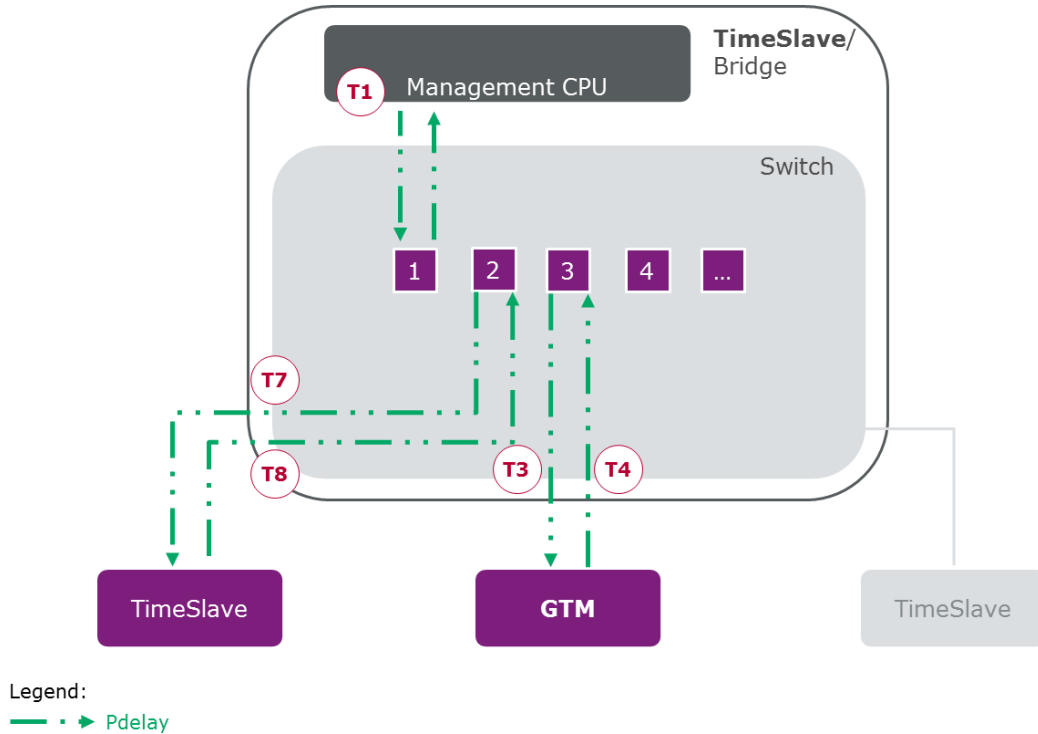 TimeSlave/
Bridge
Management CPU
T1
Switch
1
2
3
4
...
T7
T8
T3
T4
TimeSlave
GTM
TimeSlave
Legend:
Pdelay